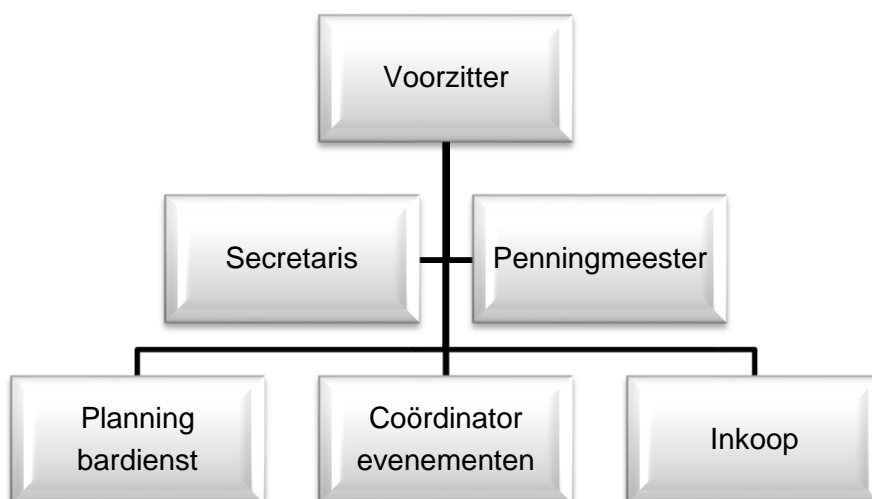 Voorzitter
Secretaris
Penningmeester
Planning
bardienst
Coördinator
evenementen
Inkoop